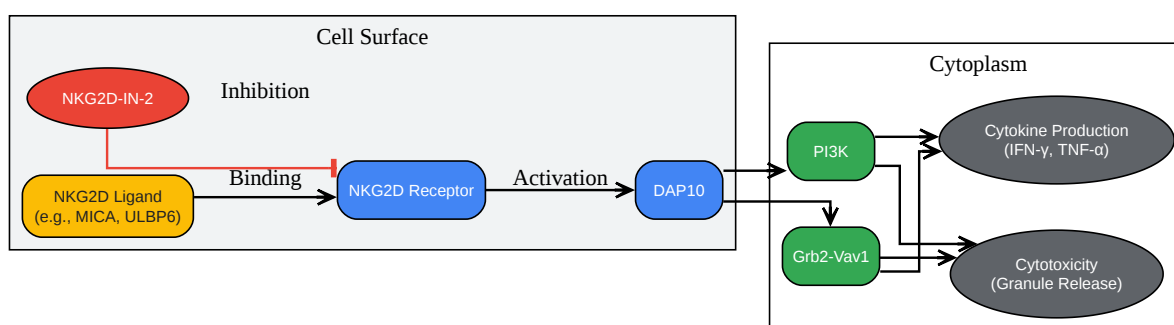 Cell Surface
Cytoplasm
NKG2D-IN-2
Inhibition
NKG2D Ligand
(e.g., MICA, ULBP6)
Binding
NKG2D Receptor
Activation
DAP10
PI3K
Grb2-Vav1
Cytokine Production
(IFN-γ, TNF-α)
Cytotoxicity
(Granule Release)